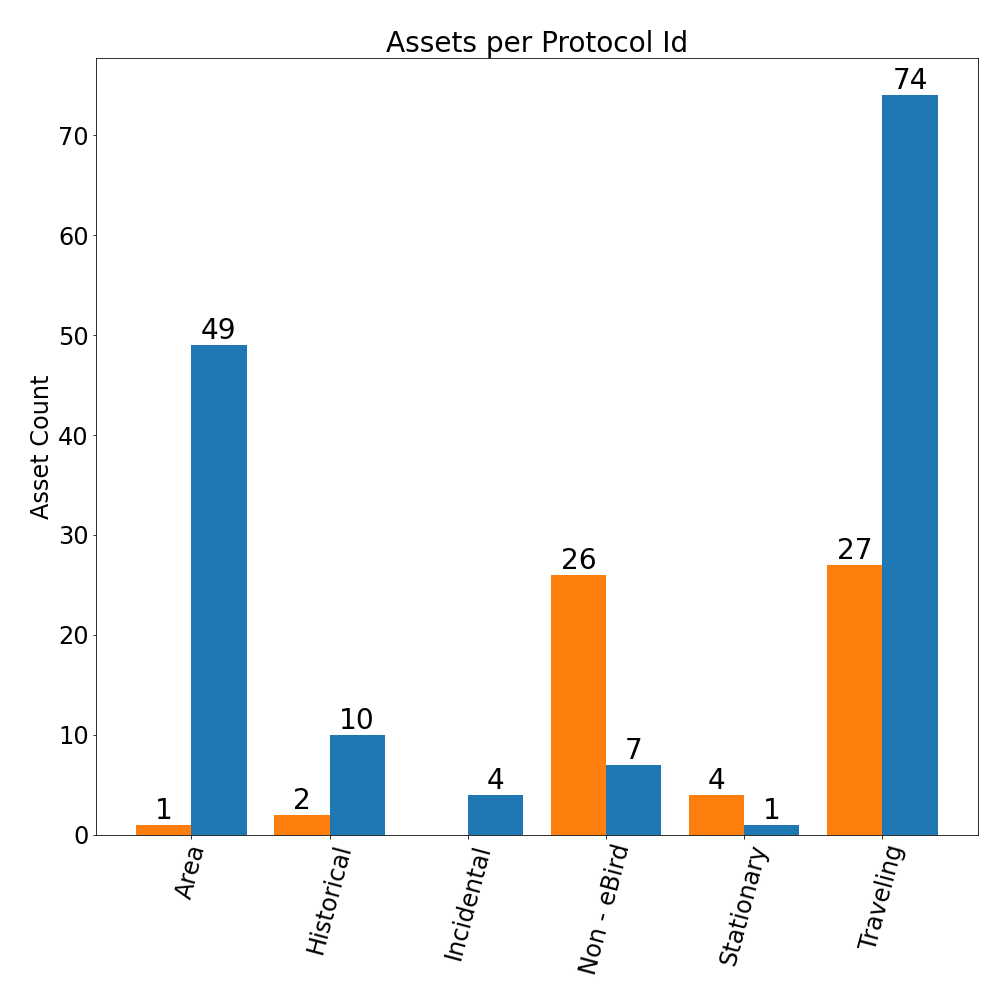 Assets per Protocol Id
Asset Count
70
60
50
40
30
20
10
0
1
49
2
10
4
26
7
4
1
27
74
Area
Historical
Incidental
Non - eBird
Stationary
Traveling